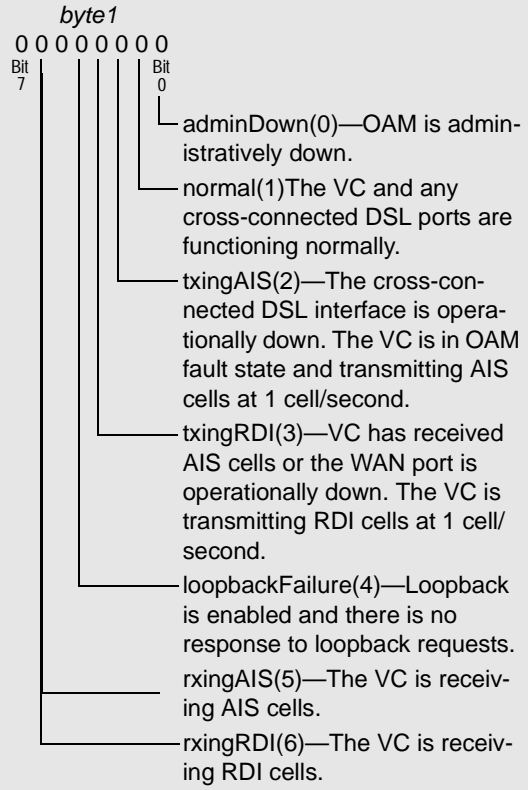 byte1
0 0 0 0 0 0 0 0
Bit Bit
7 0
adminDown(0)—OAM is admin-
istratively down.
normal(1)The VC and any
cross-connected DSL ports are
functioning normally.
txingAIS(2)—The cross-con-
nected DSL interface is opera-
tionally down. The VC is in OAM
fault state and transmitting AIS
cells at 1 cell/second.
txingRDI(3)—VC has received
AIS cells or the WAN port is
operationally down. The VC is
transmitting RDI cells at 1 cell/
second.
loopbackFailure(4)—Loopback
is enabled and there is no
response to loopback requests.
rxingAIS(5)—The VC is receiv-
ing AIS cells.
rxingRDI(6)—The VC is receiv-
ing RDI cells.